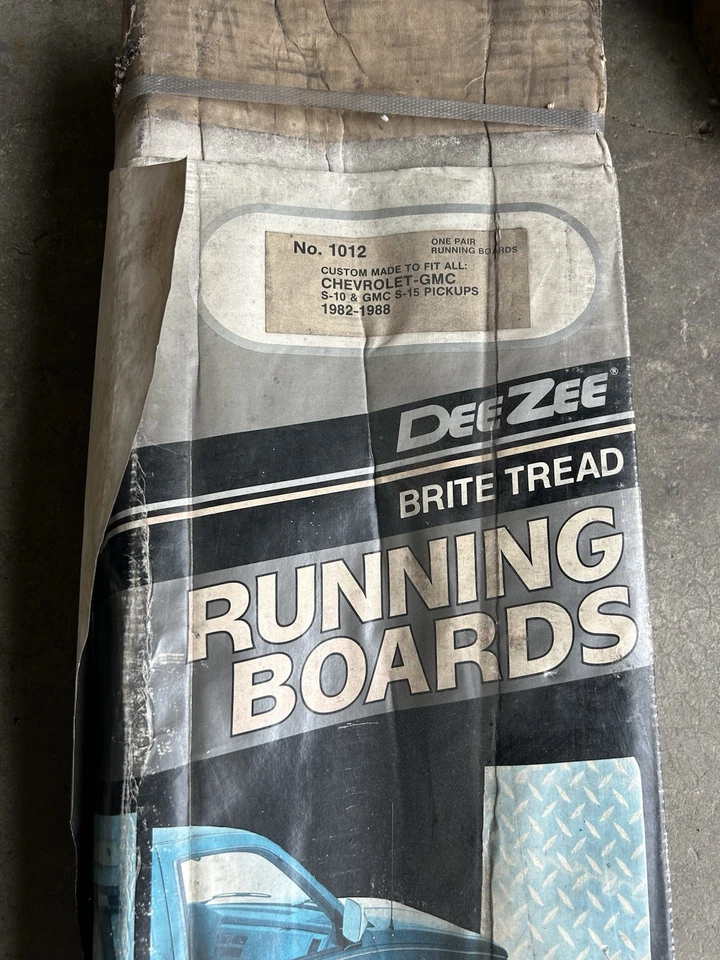 No. 1012
ONE PAIR
RUNNING BOARDS
CUSTOM MADE TO FIT ALL:
CHEVROLET-GMC
S-10 & GMC S-15 PICKUPS
1982-1988
DEE ZEE®
BRITE TREAD
RUNNING
BOARDS